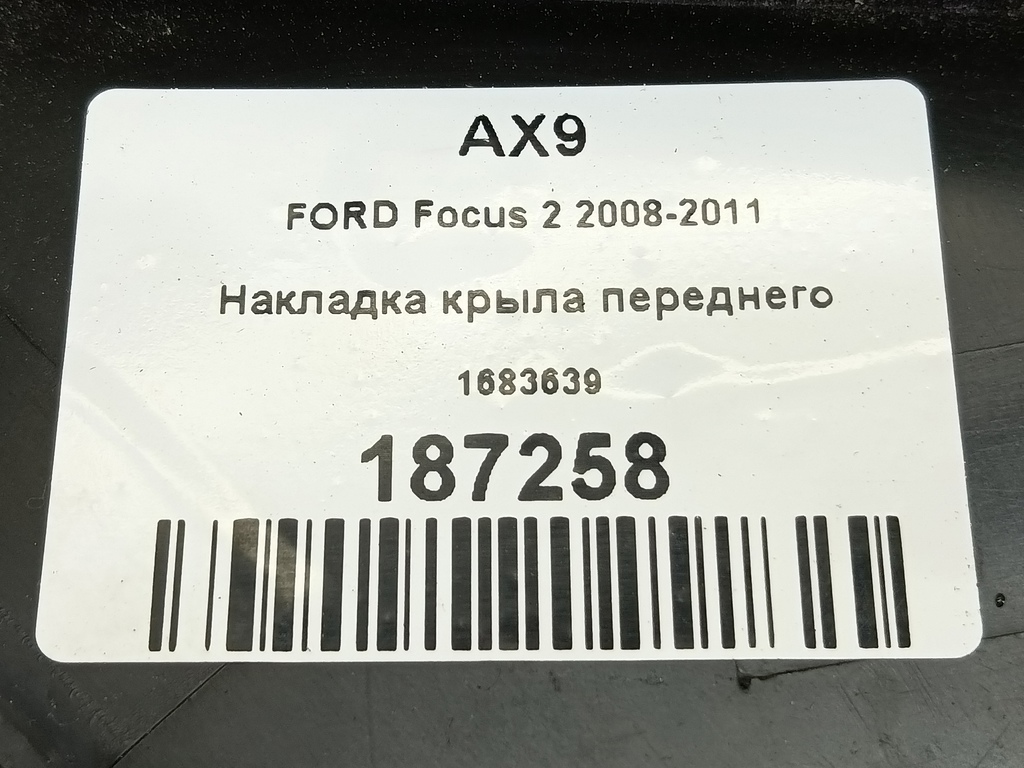 AX9
FORD Focus 2 2008-2011
Накладка крыла переднего
1683639
187258